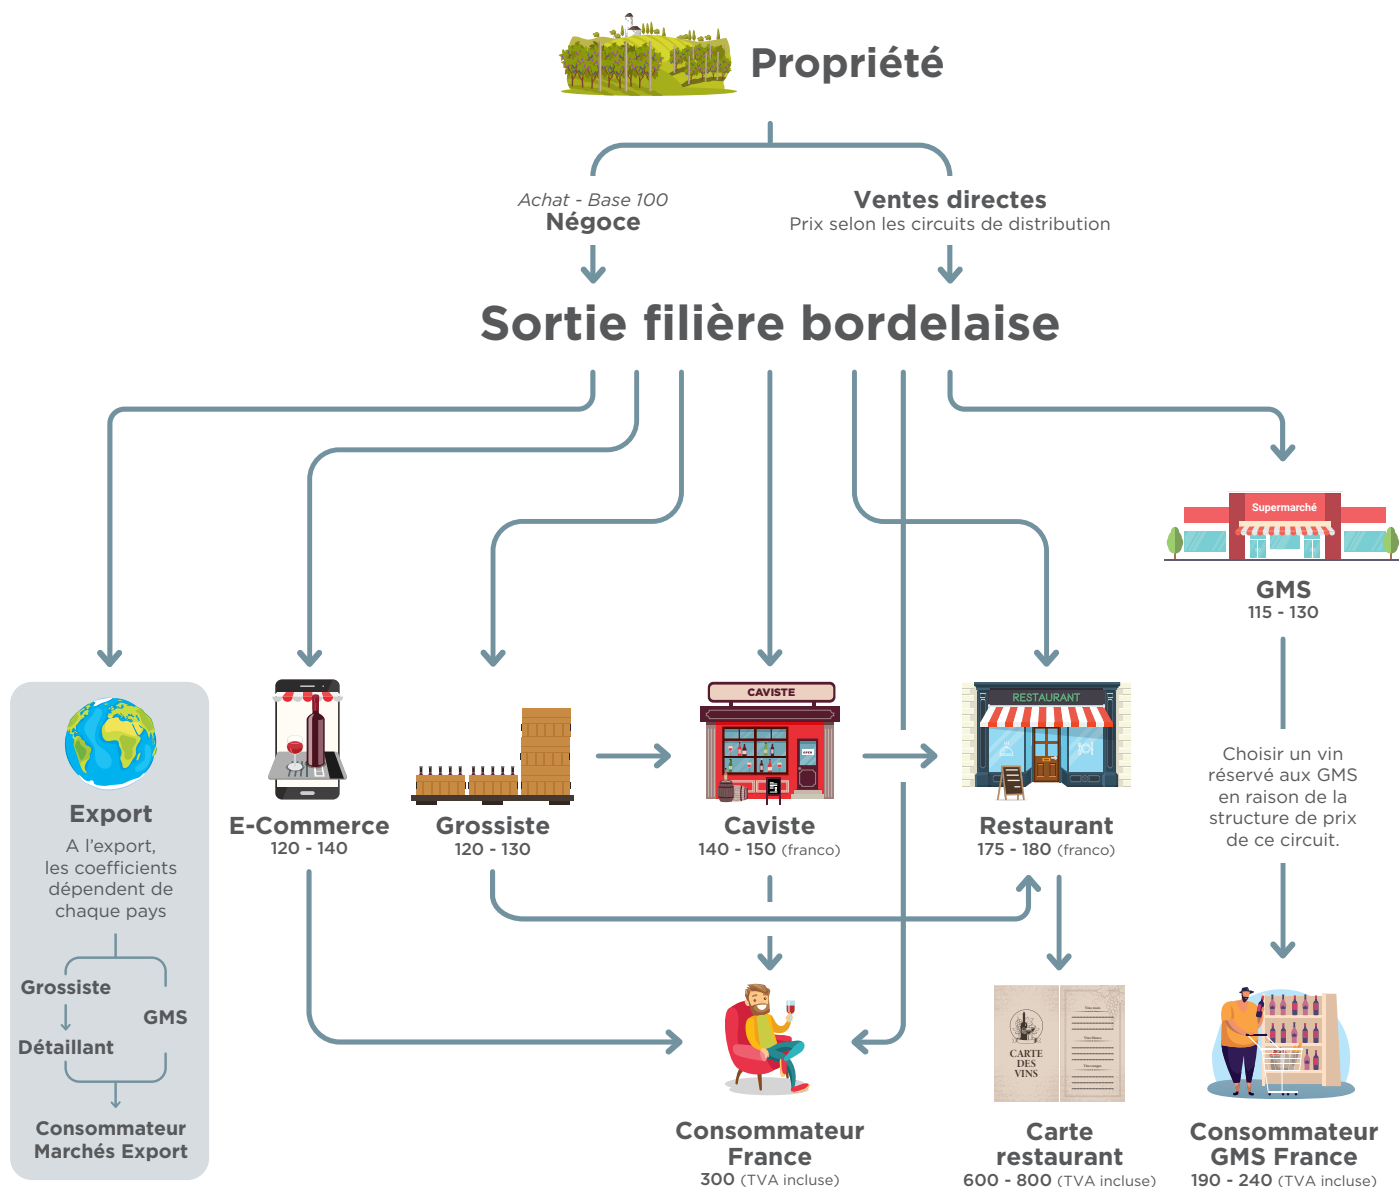 Propriété
Achat - Base 100
Négoce
Ventes directes
Prix selon les circuits de distribution
Sortie filière bordelaise
Supermarché
GMS
115 - 130
Choisir un vin
réservé aux GMS
en raison de la
structure de prix
de ce circuit.
Export
A l'export,
les coefficients
dépendent de
chaque pays
Grossiste
GMS
Détaillant
Consommateur
Marchés Export
E-Commerce
120 - 140
Grossiste
120 - 130
CAVISTE
OPEN
Caviste
140 - 150 (franco)
RESTAURANT
Restaurant
175 - 180 (franco)
Consommateur
France
300 (TVA incluse)
CARTE
DES
VINS
Carte
restaurant
600 - 800 (TVA incluse)
Consommateur
GMS France
190 - 240 (TVA incluse)